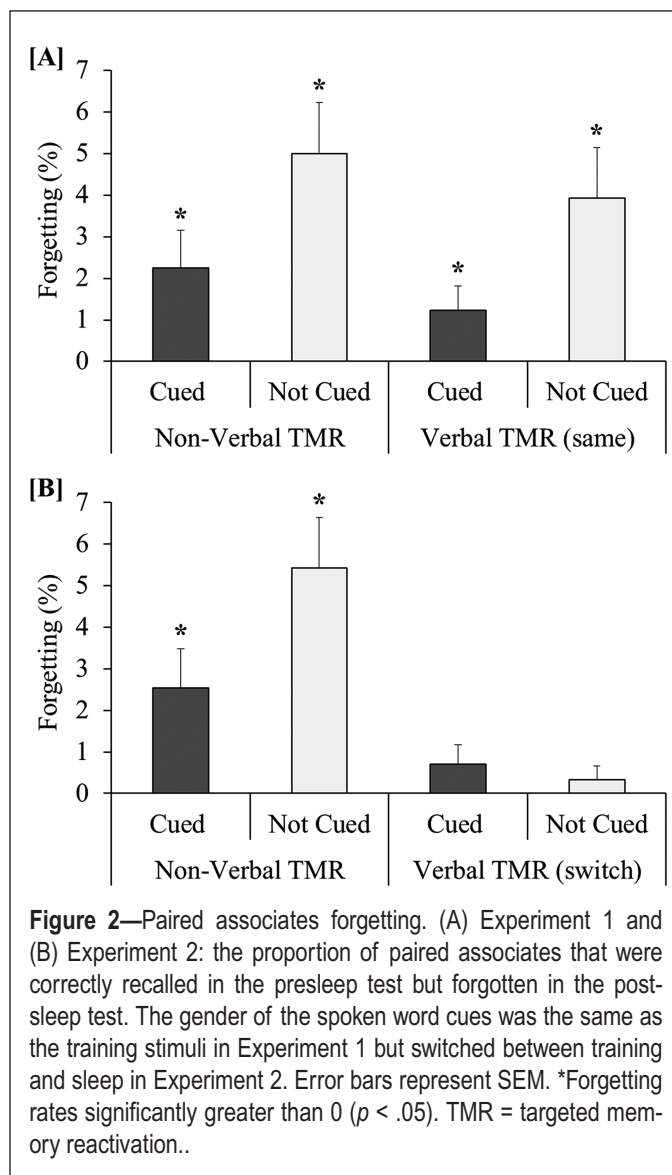 [A]
7
6
5
4
3
2
1
0
Forgetting (%)
*
*
*
*
Cued
Not Cued
Cued
Not Cued
Non-Verbal TMR
Verbal TMR (same)
[B]
7
6
5
4
3
2
1
0
Forgetting (%)
*
*
Cued
Not Cued
Cued
Not Cued
Non-Verbal TMR
Verbal TMR (switch)
Figure 2—Paired associates forgetting. (A) Experiment 1 and
(B) Experiment 2: the proportion of paired associates that were
correctly recalled in the presleep test but forgotten in the post-
sleep test. The gender of the spoken word cues was the same as
the training stimuli in Experiment 1 but switched between training
and sleep in Experiment 2. Error bars represent SEM. *Forgetting
rates significantly greater than 0 (p < .05). TMR = targeted mem-
ory reactivation..